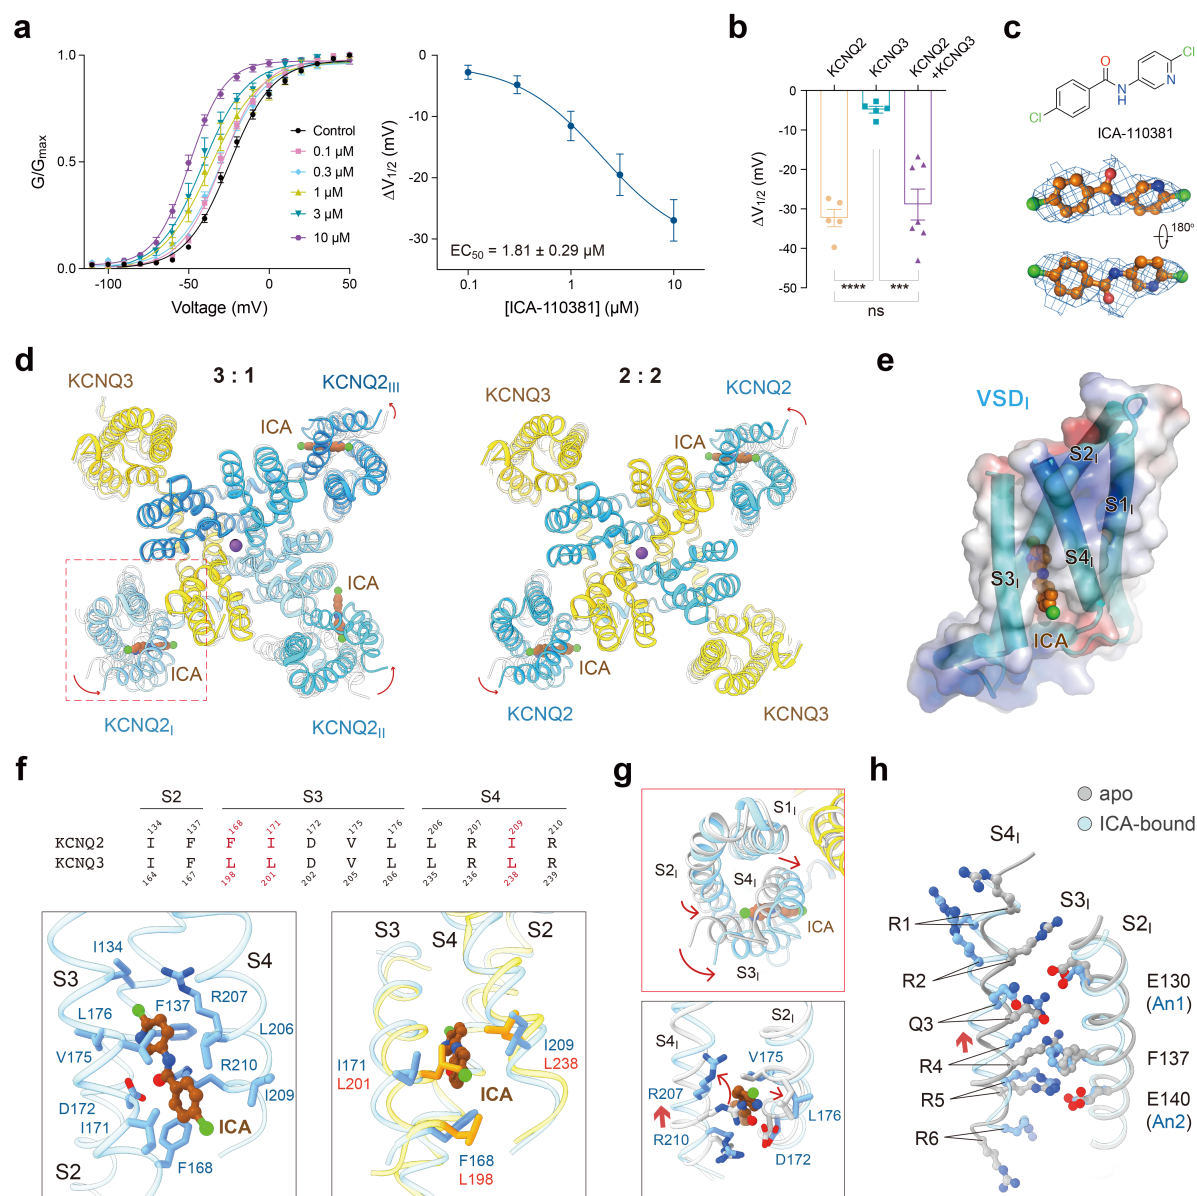 a
1.0
0.5
0.0
G/Gmax
-100
-50
0
50
Voltage (mV)
Control
0.1 µM
0.3 µM
1 µM
3 µM
10 µM
0
-10
-20
-30
ΔV1/2 (mV)
EC50 = 1.81 ± 0.29 µM
0.1
1
10
[ICA-110381] (µM)
b
KCNQ2
KCNQ3
KCNQ2
+KCNQ3
0
-10
-20
-30
-40
-50
ΔV1/2 (mV)
****
***
ns
c
Cl
O
N
N
H
Cl
ICA-110381
180°
d
KCNQ3
3 : 1
KCNQ2III
ICA
ICA
ICA
KCNQ2I
KCNQ2II
KCNQ3
2 : 2
KCNQ2
ICA
ICA
KCNQ2
KCNQ3
e
VSDI
S2I
S1I
S4I
S3I
ICA
f
S2
S3
S4
134 137 168 171 172 175 176 206 207 209 210
KCNQ2 I F F I D V L L R I R
KCNQ3 I F L L D V L L R L R
164 167 198 201 202 205 206 235 236 238 239
I134
S3
S4
R207
L176
F137
L206
V175
R210
D172
I209
I171
ICA
F168
S2
S3
S4
S2
I171
L201
I209
L238
ICA
F168
L198
g
S1I
S2I
S4I
ICA
S3I
S2I
S4I
V175
R207
L176
R210
D172
h
apo
ICA-bound
S4I
S3I
S2I
R1
R2
E130
(An1)
Q3
R4
F137
R5
E140
(An2)
R6